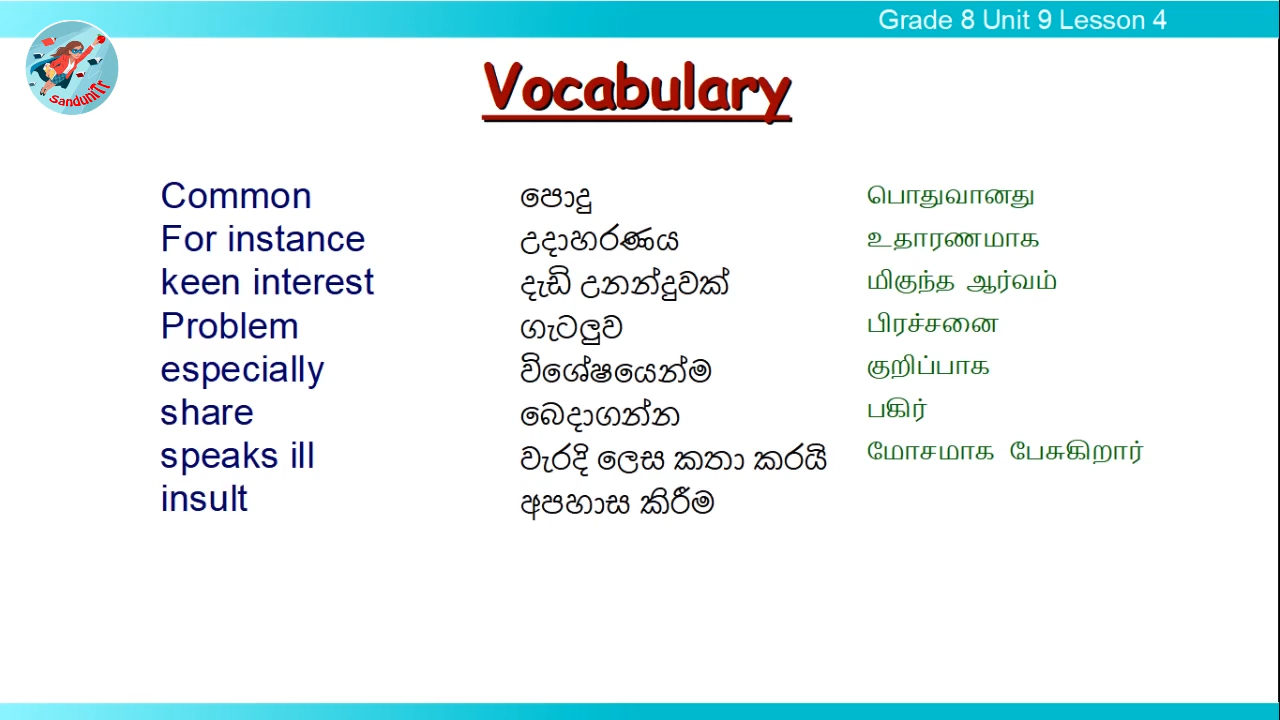 Grade 8 Unit 9 Lesson 4
SanduniTr
Vocabulary
Common පොදු பொதுவானது
For instance උදාහරණය உதாரணமாக
keen interest දැඩි උනන්දුවක් மிகுந்த ஆர்வம்
Problem ගැටලුව பிரச்சனை
especially විශේෂයෙන්ම குறிப்பாக
share බෙදාගන්න பகிர்
speaks ill වැරදි ලෙස කතා කරයි மோசமாக பேசுகிறார்
insult අපහාස කිරීම